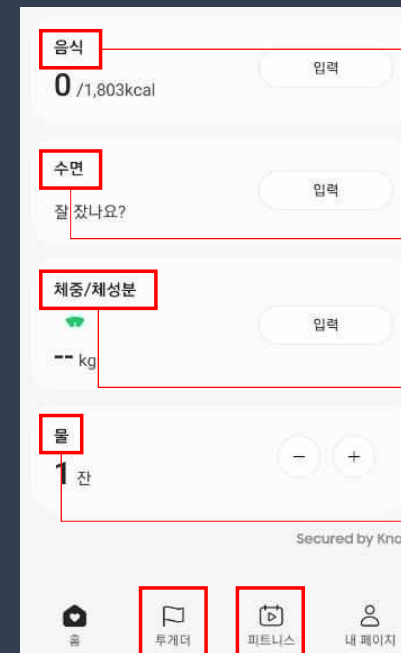 음식
0 /1,803kcal
입력
수면
잘 잤나요?
입력
체중/체성분
-- kg
입력
물
1 잔
− +
Secured by Kno
홈 투게더 피트니스 내 페이지